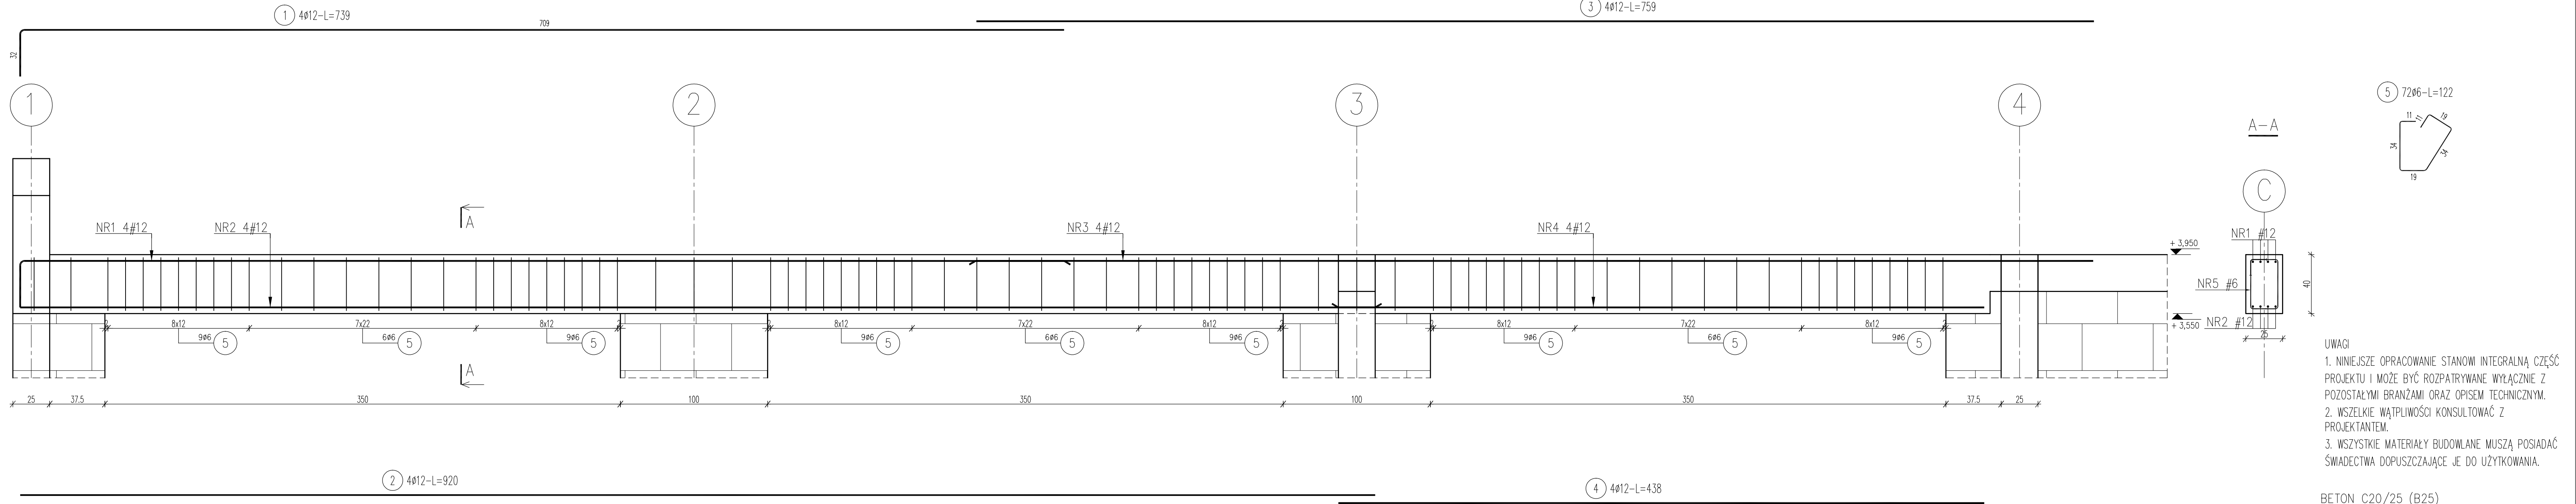 1 4ø12-L=739
709
32
3 4ø12-L=759
1
2
3
4
5 72ø6-L=122
11
11
19
34
34
19
A-A
C
A
NR1 4#12
NR2 4#12
NR3 4#12
NR4 4#12
+ 3,950
NR1 #12
NR5 #6
40
NR2 #12
+ 3,550
25
2
8x12
7x22
8x12
2
2
8x12
7x22
8x12
2
2
8x12
7x22
8x12
2
9ø6 5
6ø6 5
9ø6 5
9ø6 5
6ø6 5
9ø6 5
9ø6 5
6ø6 5
9ø6 5
A
25
37.5
350
100
350
100
350
37.5
25
UWAGI
1. NINIEJSZE OPRACOWANIE STANOWI INTEGRALNĄ CZĘŚĆ
PROJEKTU I MOŻE BYĆ ROZPATRYWANE WYŁĄCZNIE Z
POZOSTAŁYMI BRANŻAMI ORAZ OPISEM TECHNICZNYM.
2. WSZELKIE WĄTPLIWOŚCI KONSULTOWAĆ Z
PROJEKTANTEM.
3. WSZYSTKIE MATERIAŁY BUDOWLANE MUSZĄ POSIADAĆ
ŚWIADECTWA DOPUSZCZAJĄCE JE DO UŻYTKOWANIA.
2 4ø12-L=920
4 4ø12-L=438
BETON C20/25 (B25)